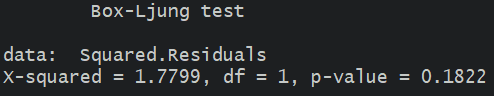 Box-Ljung test
data:  Squared.Residuals
X-squared = 1.7799, df = 1, p-value = 0.1822